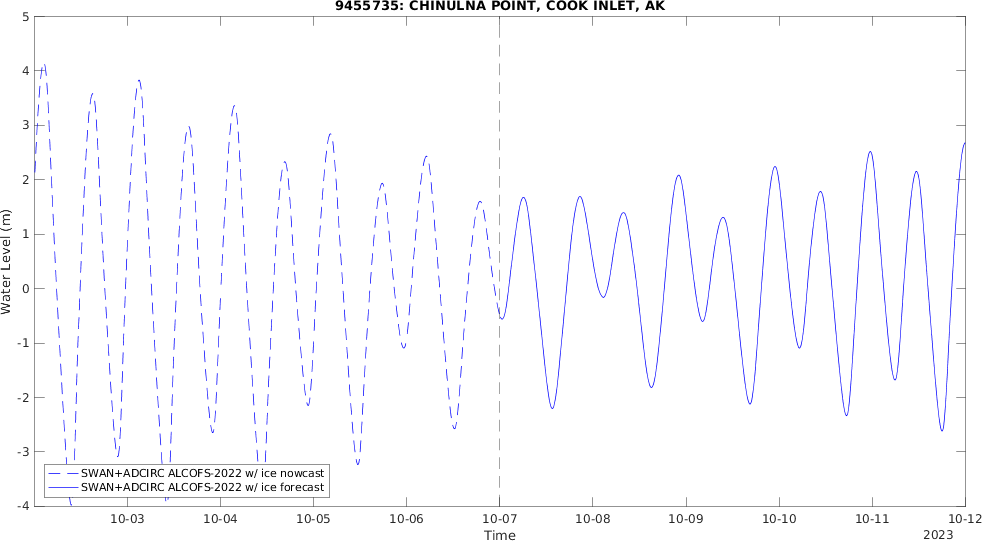 9455735: CHINULNA POINT, COOK INLET, AK
5
4
3
2
1
0
-1
-2
-3
-4
Water Level (m)
SWAN+ADCIRC ALCOFS-2022 w/ ice nowcast
SWAN+ADCIRC ALCOFS-2022 w/ ice forecast
10-03 10-04 10-05 10-06 10-07 10-08 10-09 10-10 10-11 10-12
Time
2023